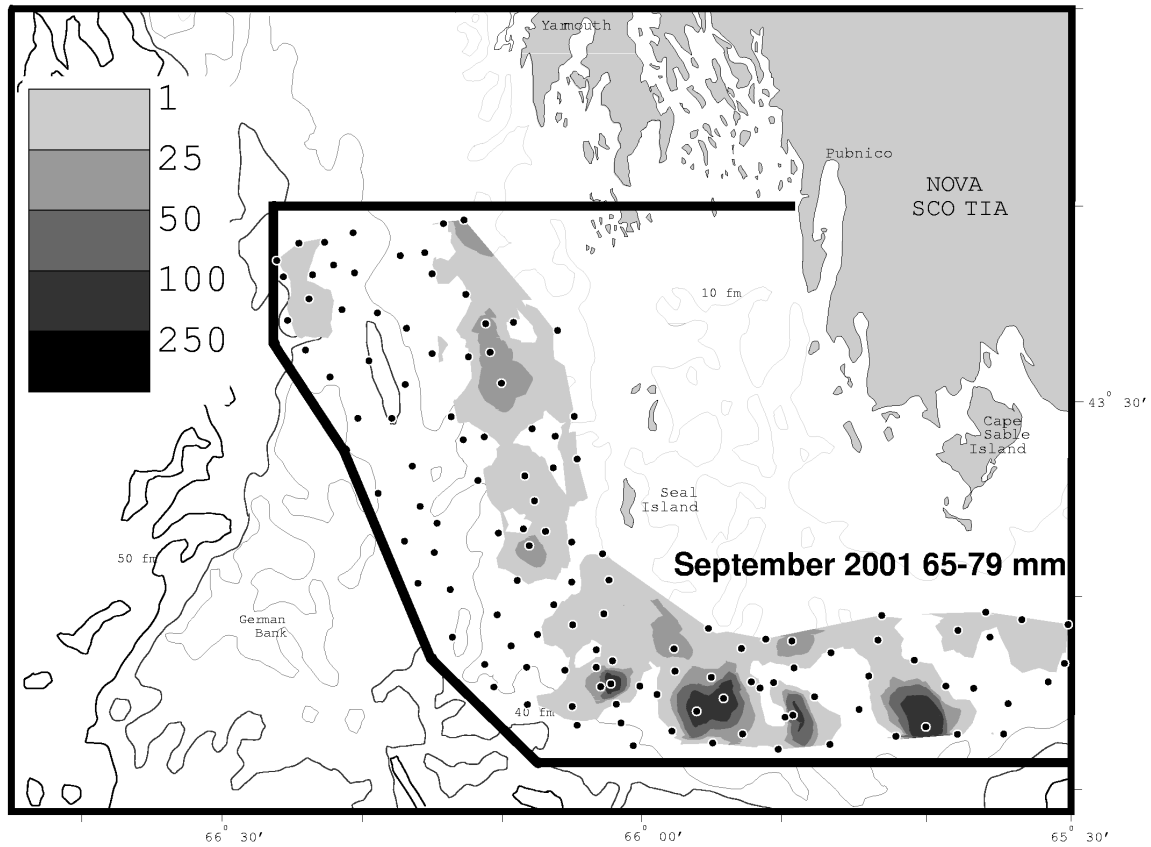 Yarmouth
1
25
50
100
250
Pubnico
NOVA
SCO TIA
10 fm
43° 30′
Cape
Sable
Island
Seal
Island
50 fm
September 2001 65-79 mm
German
Bank
40 fm
66° 30′
66° 00′
65° 30′